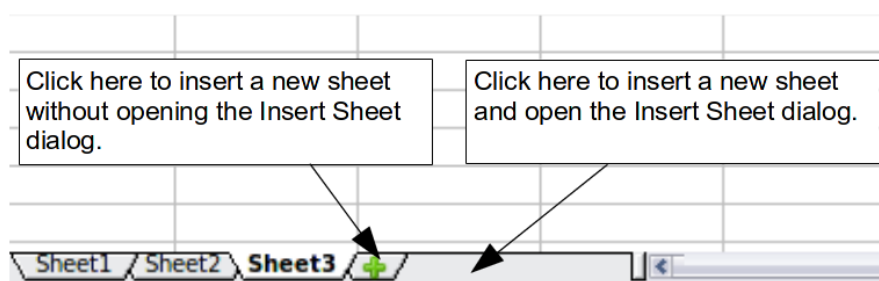 Click here to insert a new sheet
without opening the Insert Sheet
dialog.
Click here to insert a new sheet
and open the Insert Sheet dialog.
Sheet1 Sheet2 Sheet3